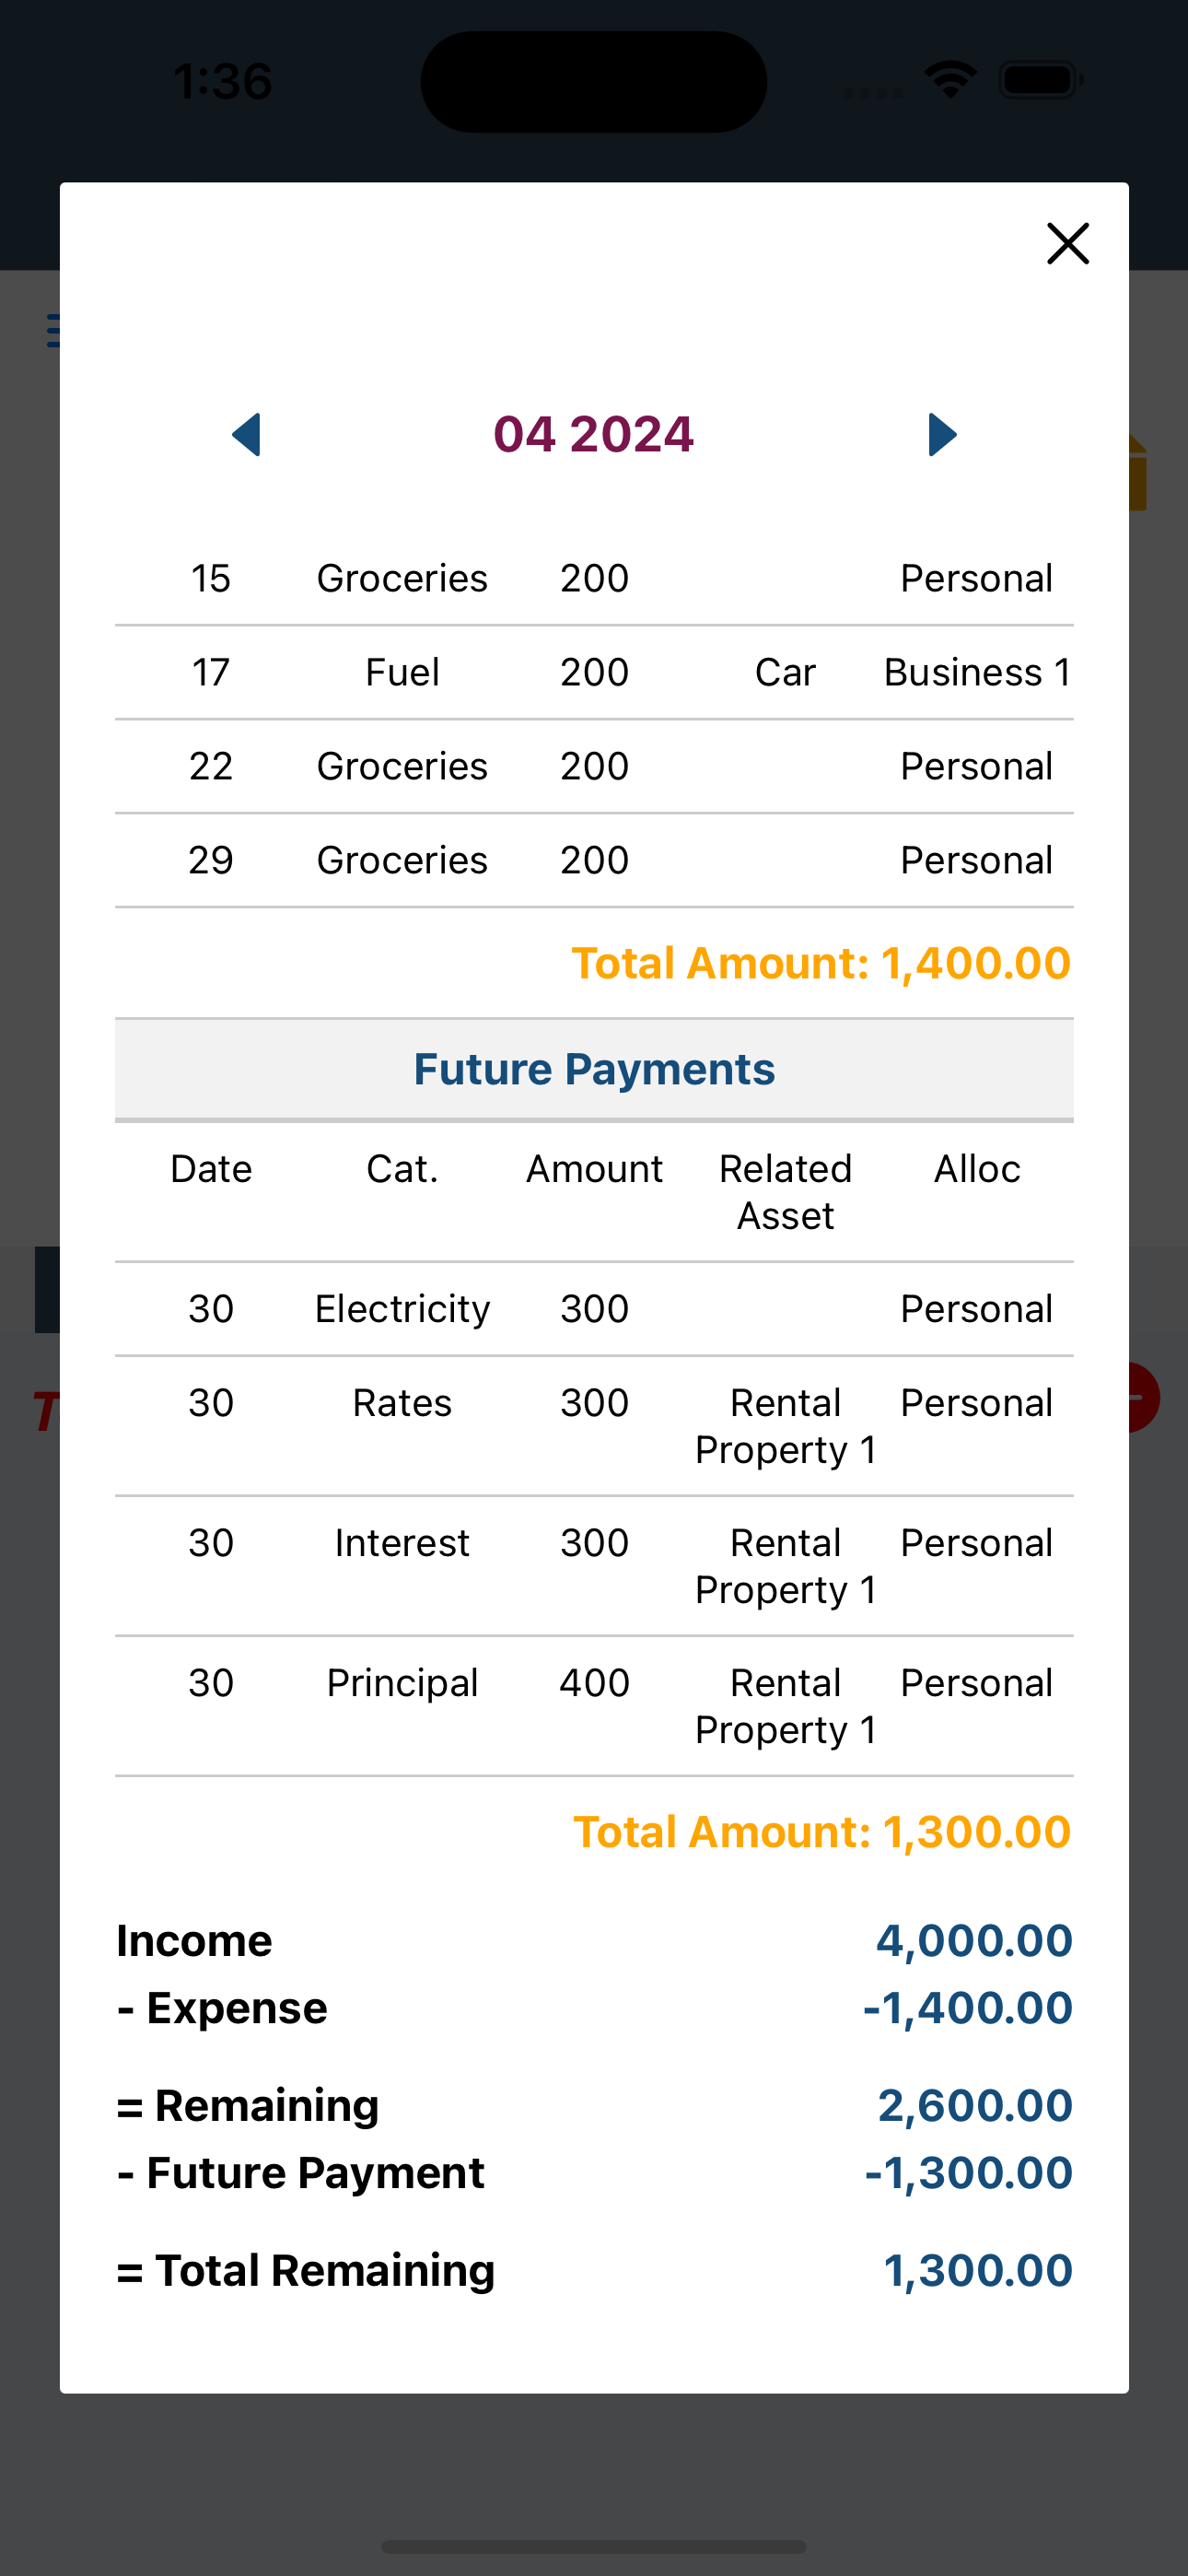 1:36
04 2024
15 Groceries 200 Personal
17 Fuel 200 Car Business 1
22 Groceries 200 Personal
29 Groceries 200 Personal
Total Amount: 1,400.00
Future Payments
Date Cat. Amount Related Asset Alloc
30 Electricity 300 Personal
30 Rates 300 Rental Property 1 Personal
30 Interest 300 Rental Property 1 Personal
30 Principal 400 Rental Property 1 Personal
Total Amount: 1,300.00
Income 4,000.00
- Expense -1,400.00
= Remaining 2,600.00
- Future Payment -1,300.00
= Total Remaining 1,300.00